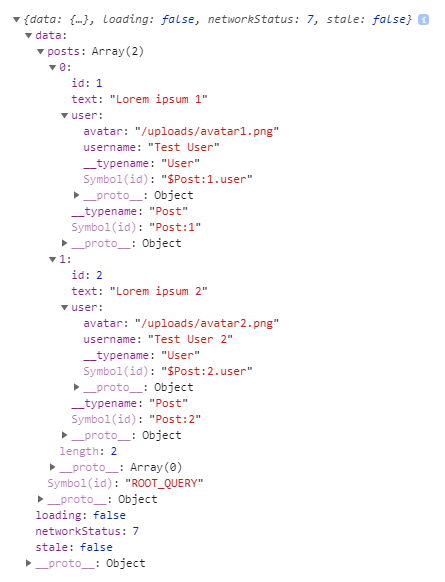 {data: {…}, loading: false, networkStatus: 7, stale: false} i
data:
posts: Array(2)
0:
id: 1
text: "Lorem ipsum 1"
user:
avatar: "/uploads/avatar1.png"
username: "Test User"
__typename: "User"
Symbol(id): "$Post:1.user"
__proto__: Object
__typename: "Post"
Symbol(id): "Post:1"
__proto__: Object
1:
id: 2
text: "Lorem ipsum 2"
user:
avatar: "/uploads/avatar2.png"
username: "Test User 2"
__typename: "User"
Symbol(id): "$Post:2.user"
__proto__: Object
__typename: "Post"
Symbol(id): "Post:2"
__proto__: Object
length: 2
__proto__: Array(0)
Symbol(id): "ROOT_QUERY"
__proto__: Object
loading: false
networkStatus: 7
stale: false
__proto__: Object